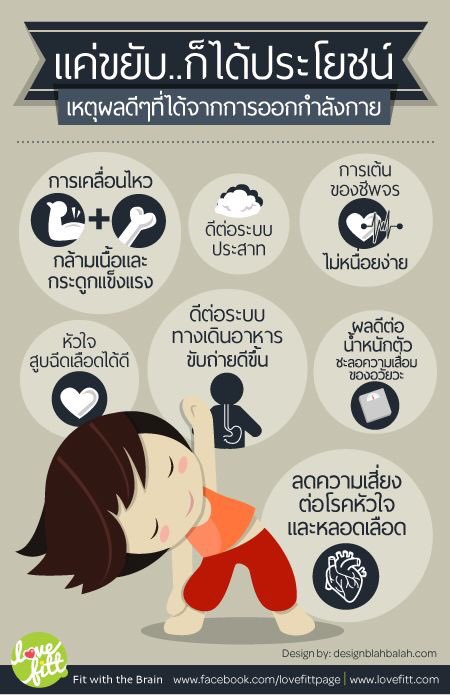 แค่ขยับ..ก็ได้ประโยชน์
เหตุผลดีๆที่ได้จากการออกกำลังกาย
การเคลื่อนไหว
กล้ามเนื้อและ
กระดูกแข็งแรง
ดีต่อระบบ
ประสาท
การเต้น
ของชีพจร
ไม่หนื่อยง่าย
หัวใจ
สูบฉีดเลือดได้ดี
ดีต่อระบบ
ทางเดินอาหาร
ขับถ่ายดีขึ้น
ผลดีต่อ
น้ำหนักตัว
ชะลอความเสื่อม
ของอวัยวะ
ลดความเสี่ยง
ต่อโรคหัวใจ
และหลอดเลือด
Design by: designblahbalah.com
love fitt
Fit with the Brain www.facebook.com/lovefittpage | www.lovefitt.com